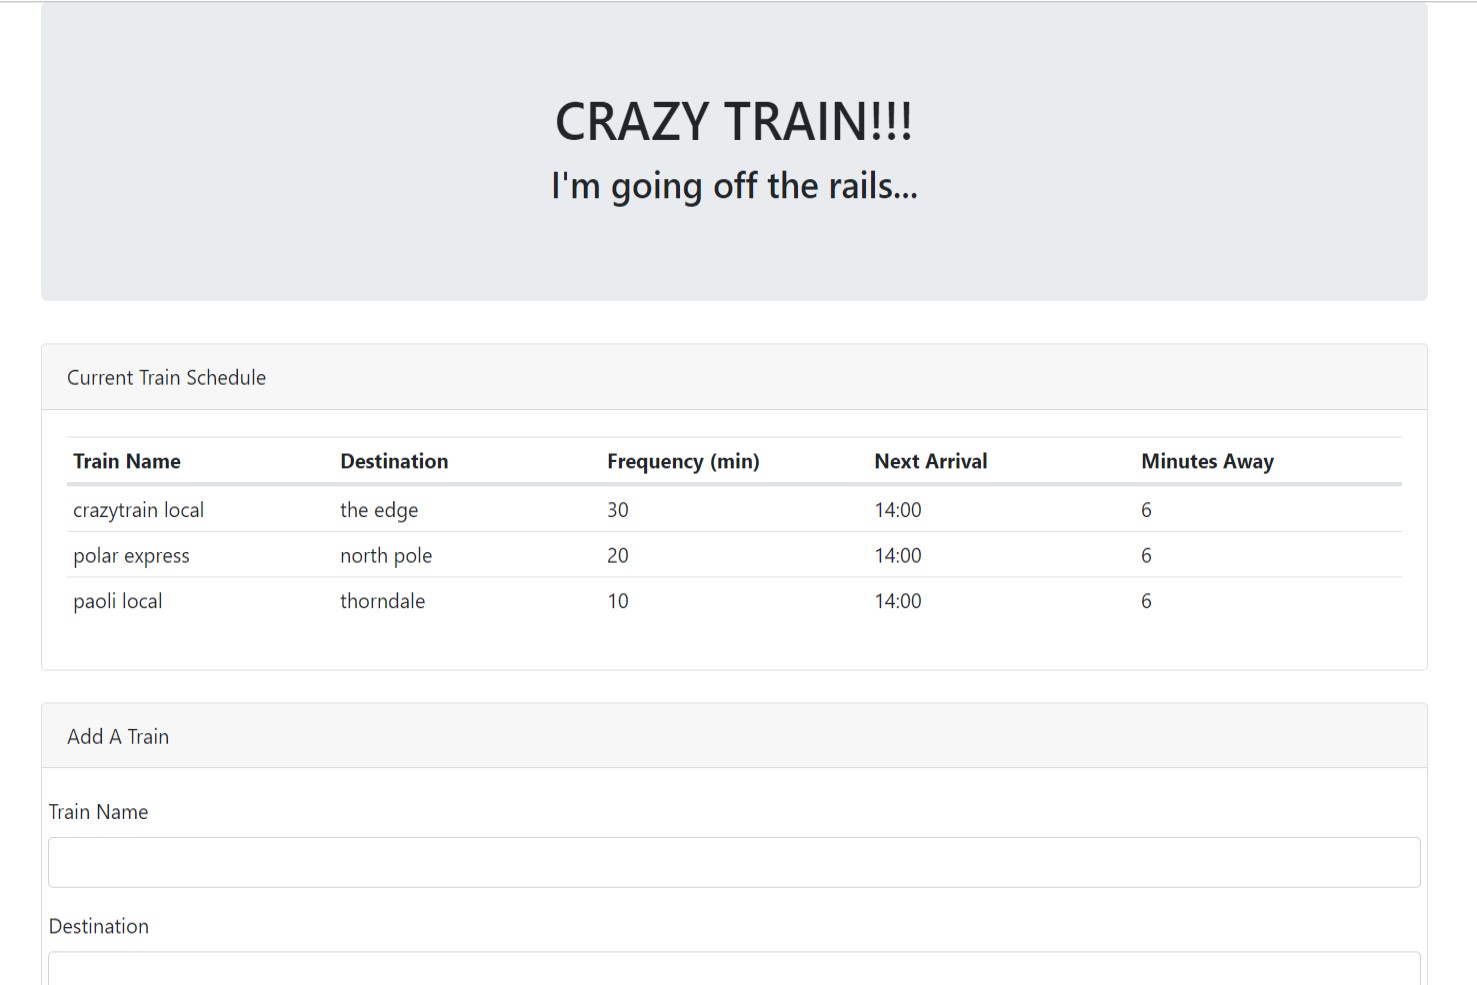 CRAZY TRAIN!!!
I'm going off the rails...
Current Train Schedule
Train Name Destination Frequency (min) Next Arrival Minutes Away
crazytrain local the edge 30 14:00 6
polar express north pole 20 14:00 6
paoli local thorndale 10 14:00 6
Add A Train
Train Name
Destination